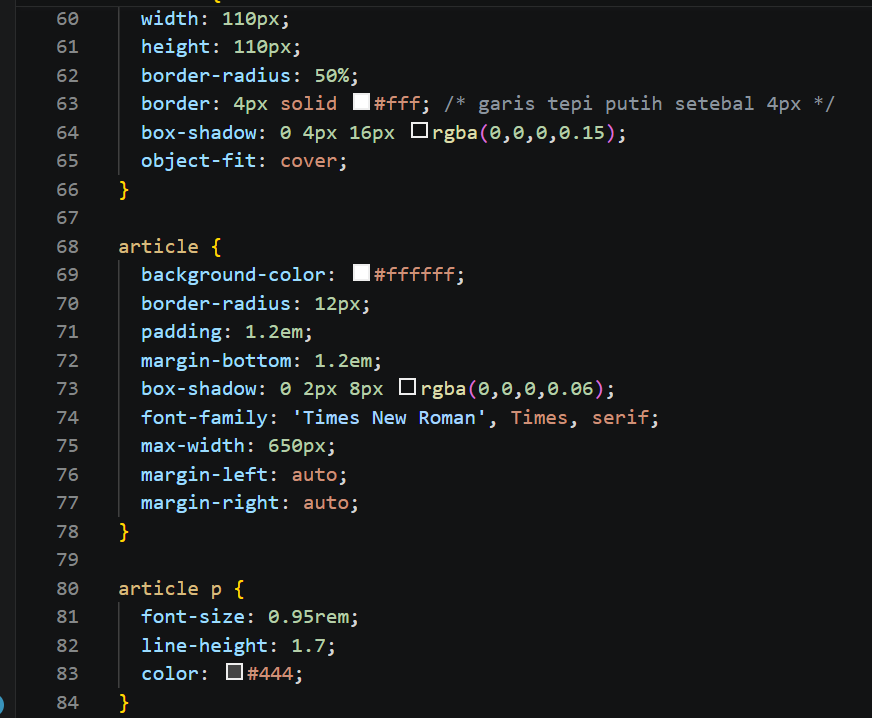 60 width: 110px;
61 height: 110px;
62 border-radius: 50%;
63 border: 4px solid #fff; /* garis tepi putih setebal 4px */
64 box-shadow: 0 4px 16px rgba(0,0,0,0.15);
65 object-fit: cover;
66 }
67
68 article {
69 background-color: #ffffff;
70 border-radius: 12px;
71 padding: 1.2em;
72 margin-bottom: 1.2em;
73 box-shadow: 0 2px 8px rgba(0,0,0,0.06);
74 font-family: 'Times New Roman', Times, serif;
75 max-width: 650px;
76 margin-left: auto;
77 margin-right: auto;
78 }
79
80 article p {
81 font-size: 0.95rem;
82 line-height: 1.7;
83 color: #444;
84 }